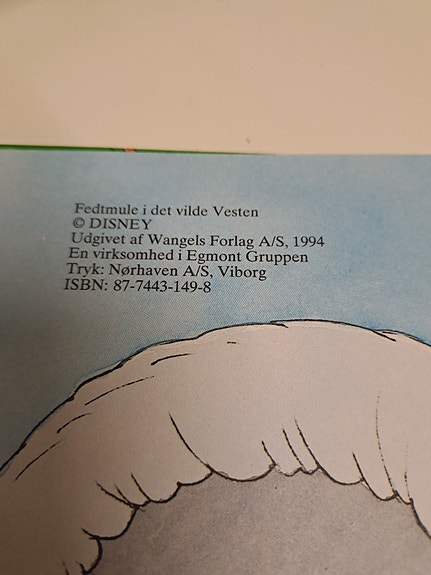 Fedtmule i det vilde Vesten
© DISNEY
Udgivet af Wangels Forlag A/S, 1994
En virksomhed i Egmont Gruppen
Tryk: Nørhaven A/S, Viborg
ISBN: 87-7443-149-8